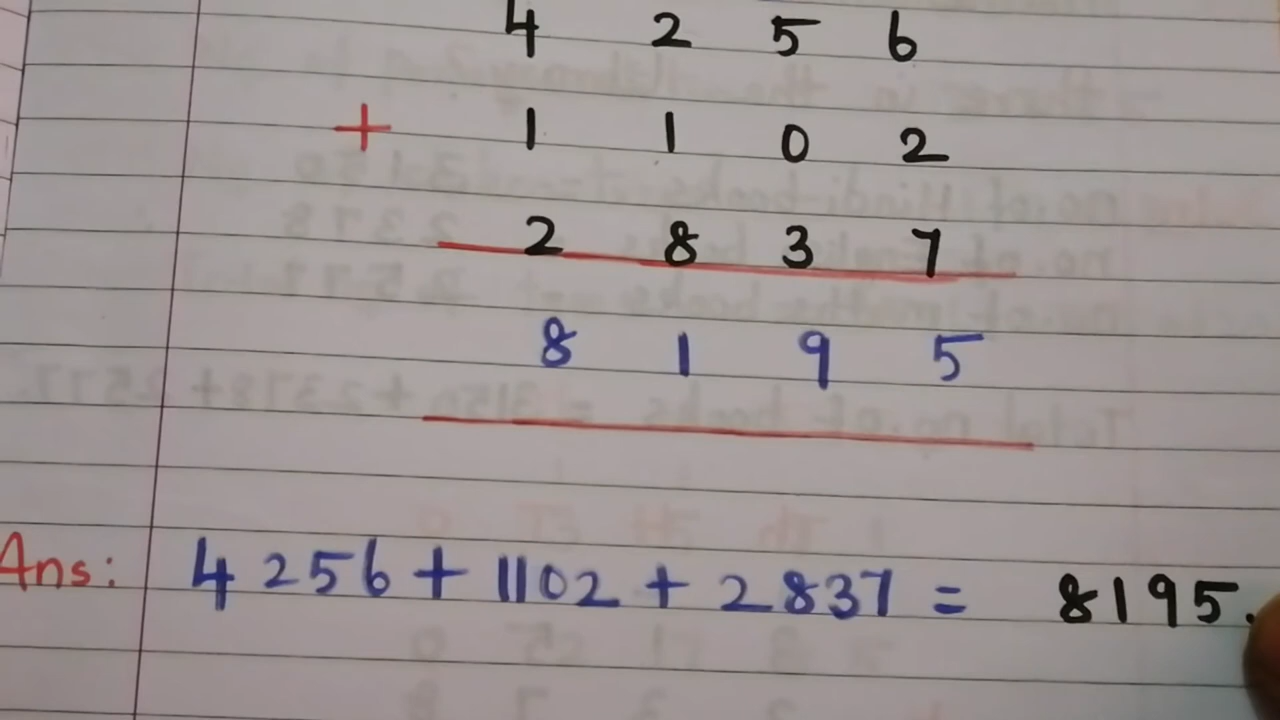 4 2 5 6
+ 1 1 0 2
2 8 3 7
8 1 9 5
Ans: 4256 + 1102 + 2837 = 8195.